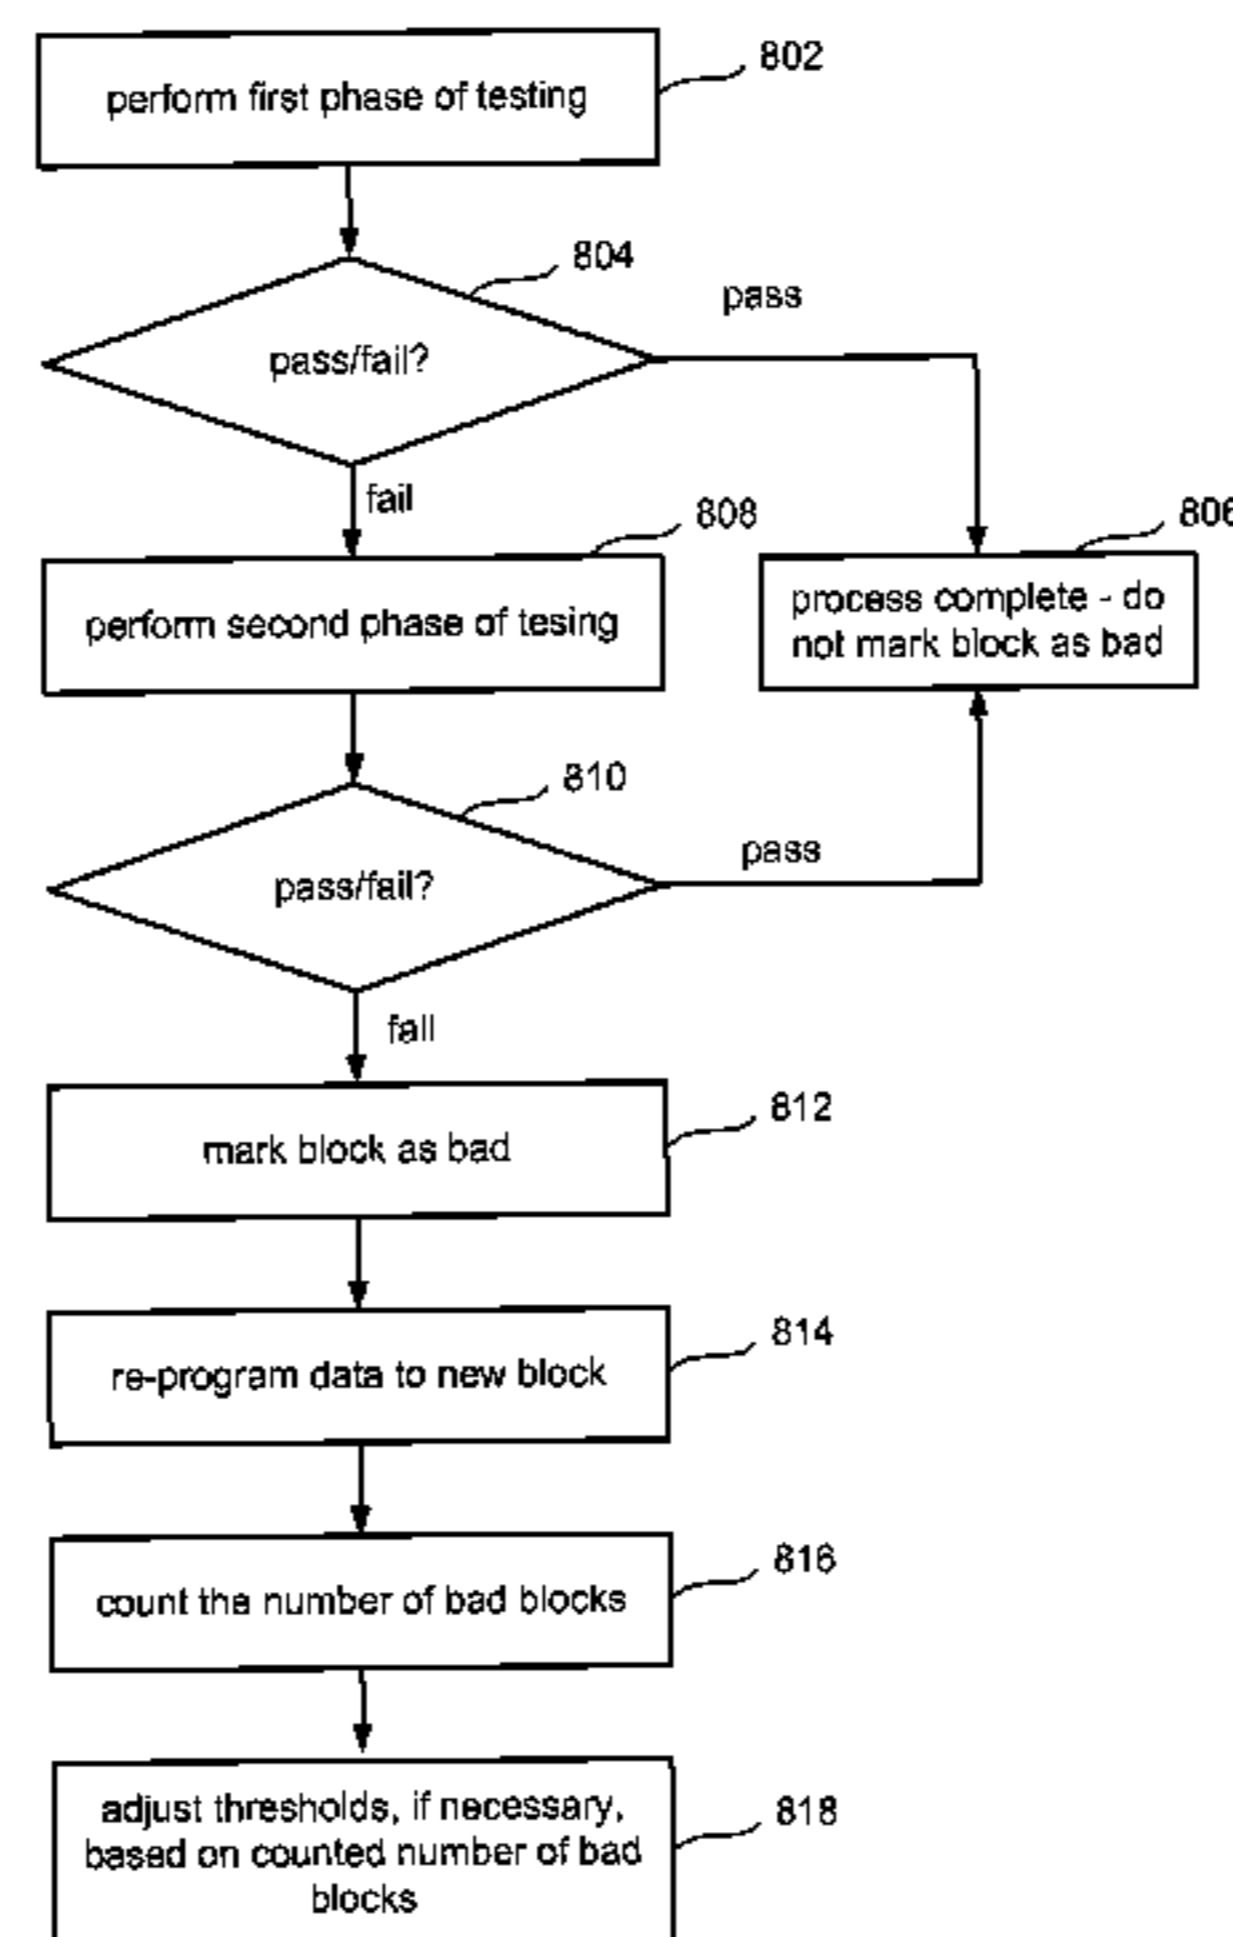 802
perform first phase of testing
804
pass
pass/fail?
fail
808
806
perform second phase of tesing
process complete - do
not mark block as bad
810
pass
pass/fail?
fail
812
mark block as bad
814
re-program data to new block
816
count the number of bad blocks
818
adjust thresholds, if necessary,
based on counted number of bad
blocks